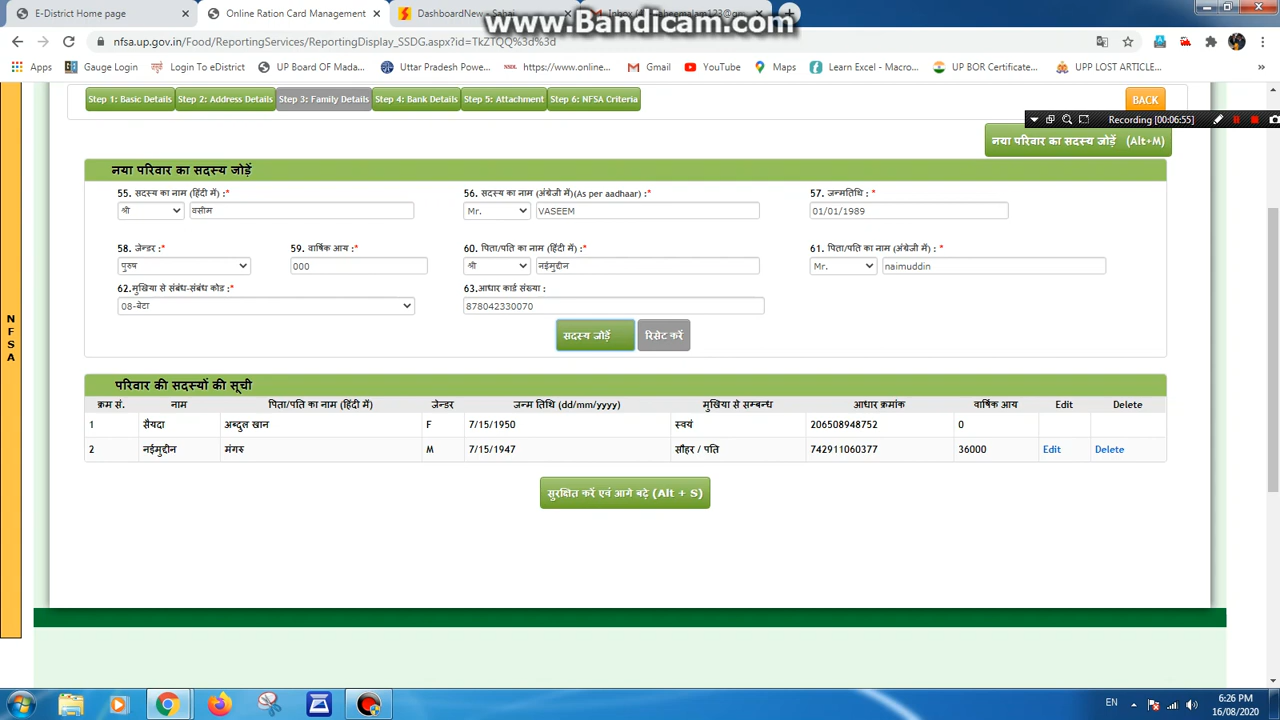 E-District Home page × Online Ration Card Management × DashboardNew - Sahaj
www.Bandicam.com
nfsa.up.gov.in/Food/ReportingServices/ReportingDisplay_SSDG.aspx?id=TkZTQQ%3d%3d
Apps Gauge Login Login To eDistrict UP Board OF Mada... Uttar Pradesh Powe... https://www.online... Gmail YouTube Maps Learn Excel - Macro... UP BOR Certificate... UPP LOST ARTICLE... »
Step 1: Basic Details Step 2: Address Details Step 3: Family Details Step 4: Bank Details Step 5: Attachment Step 6: NFSA Criteria BACK
Recording [00:06:55]
नया परिवार का सदस्य जोड़ें (Alt+M)
नया परिवार का सदस्य जोड़ें
55. सदस्य का नाम (हिंदी में) :* 56. सदस्य का नाम (अंग्रेजी में)(As per aadhaar) :* 57. जन्मतिथि : *
श्री वसीम Mr. VASEEM 01/01/1989
58. जेन्डर :* 59. वार्षिक आय :* 60. पिता/पति का नाम (हिंदी में) :* 61. पिता/पति का नाम (अंग्रेजी में) : *
पुरुष 000 श्री नईमुद्दीन Mr. naimuddin
62.मुखिया से संबंध-संबंध कोड :* 63.आधार कार्ड संख्या :
08-बेटा 878042330070
सदस्य जोड़ें रिसेट करें
परिवार की सदस्यों की सूची
क्रम सं. नाम पिता/पति का नाम (हिंदी में) जेन्डर जन्म तिथि (dd/mm/yyyy) मुखिया से सम्बन्ध आधार क्रमांक वार्षिक आय Edit Delete
1 सैयदा अब्दुल खान F 7/15/1950 स्वयं 206508948752 0
2 नईमुद्दीन मंगरु M 7/15/1947 सौहर / पति 742911060377 36000 Edit Delete
सुरक्षित करें एवं आगे बढ़े (Alt + S)
N
F
S
A
EN 6:26 PM
16/08/2020